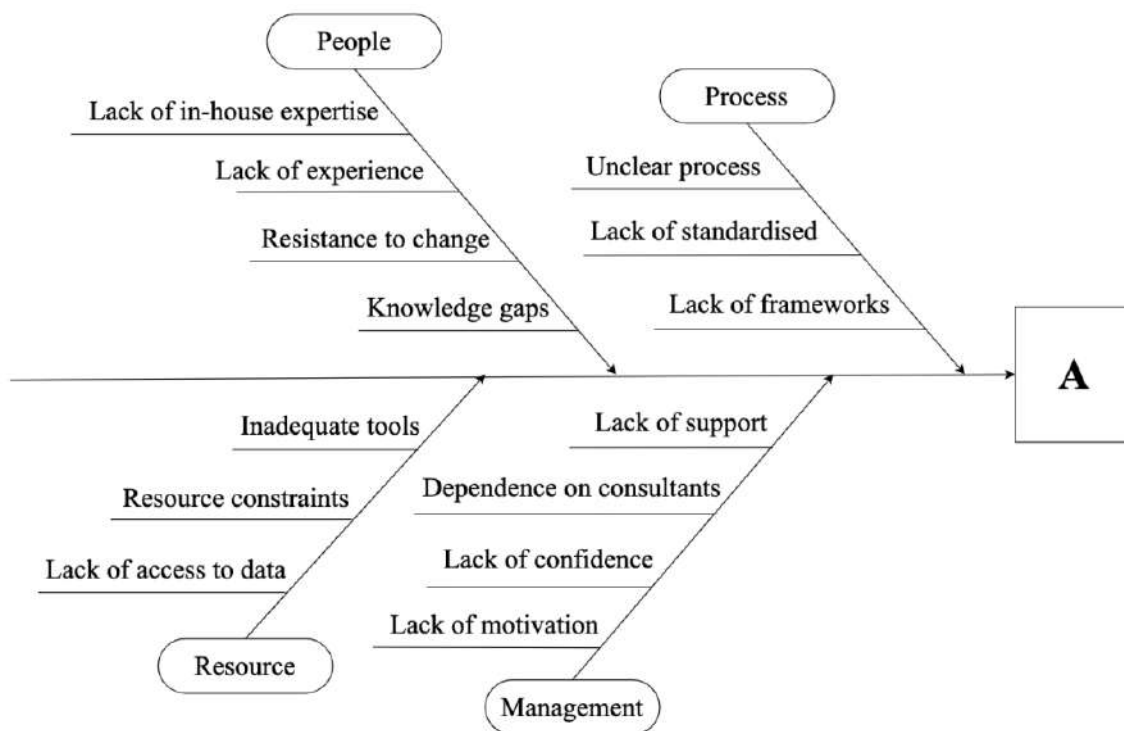 People
Lack of in-house expertise
Lack of experience
Resistance to change
Knowledge gaps
Process
Unclear process
Lack of standardised
Lack of frameworks
A
Inadequate tools
Resource constraints
Lack of access to data
Resource
Lack of support
Dependence on consultants
Lack of confidence
Lack of motivation
Management